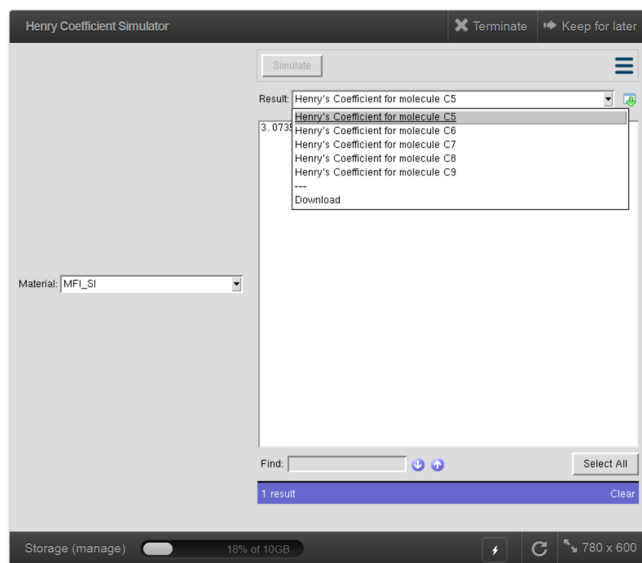 Henry Coefficient Simulator
Terminate
Keep for later
Simulate
Result: Henry's Coefficient for molecule C5
Henry's Coefficient for molecule C5
3. 0735
Henry's Coefficient for molecule C6
Henry's Coefficient for molecule C7
Henry's Coefficient for molecule C8
Henry's Coefficient for molecule C9
---
Download
Material: MFI_SI
Find:
Select All
1 result
Clear
Storage (manage)
18% of 10GB
780 x 600